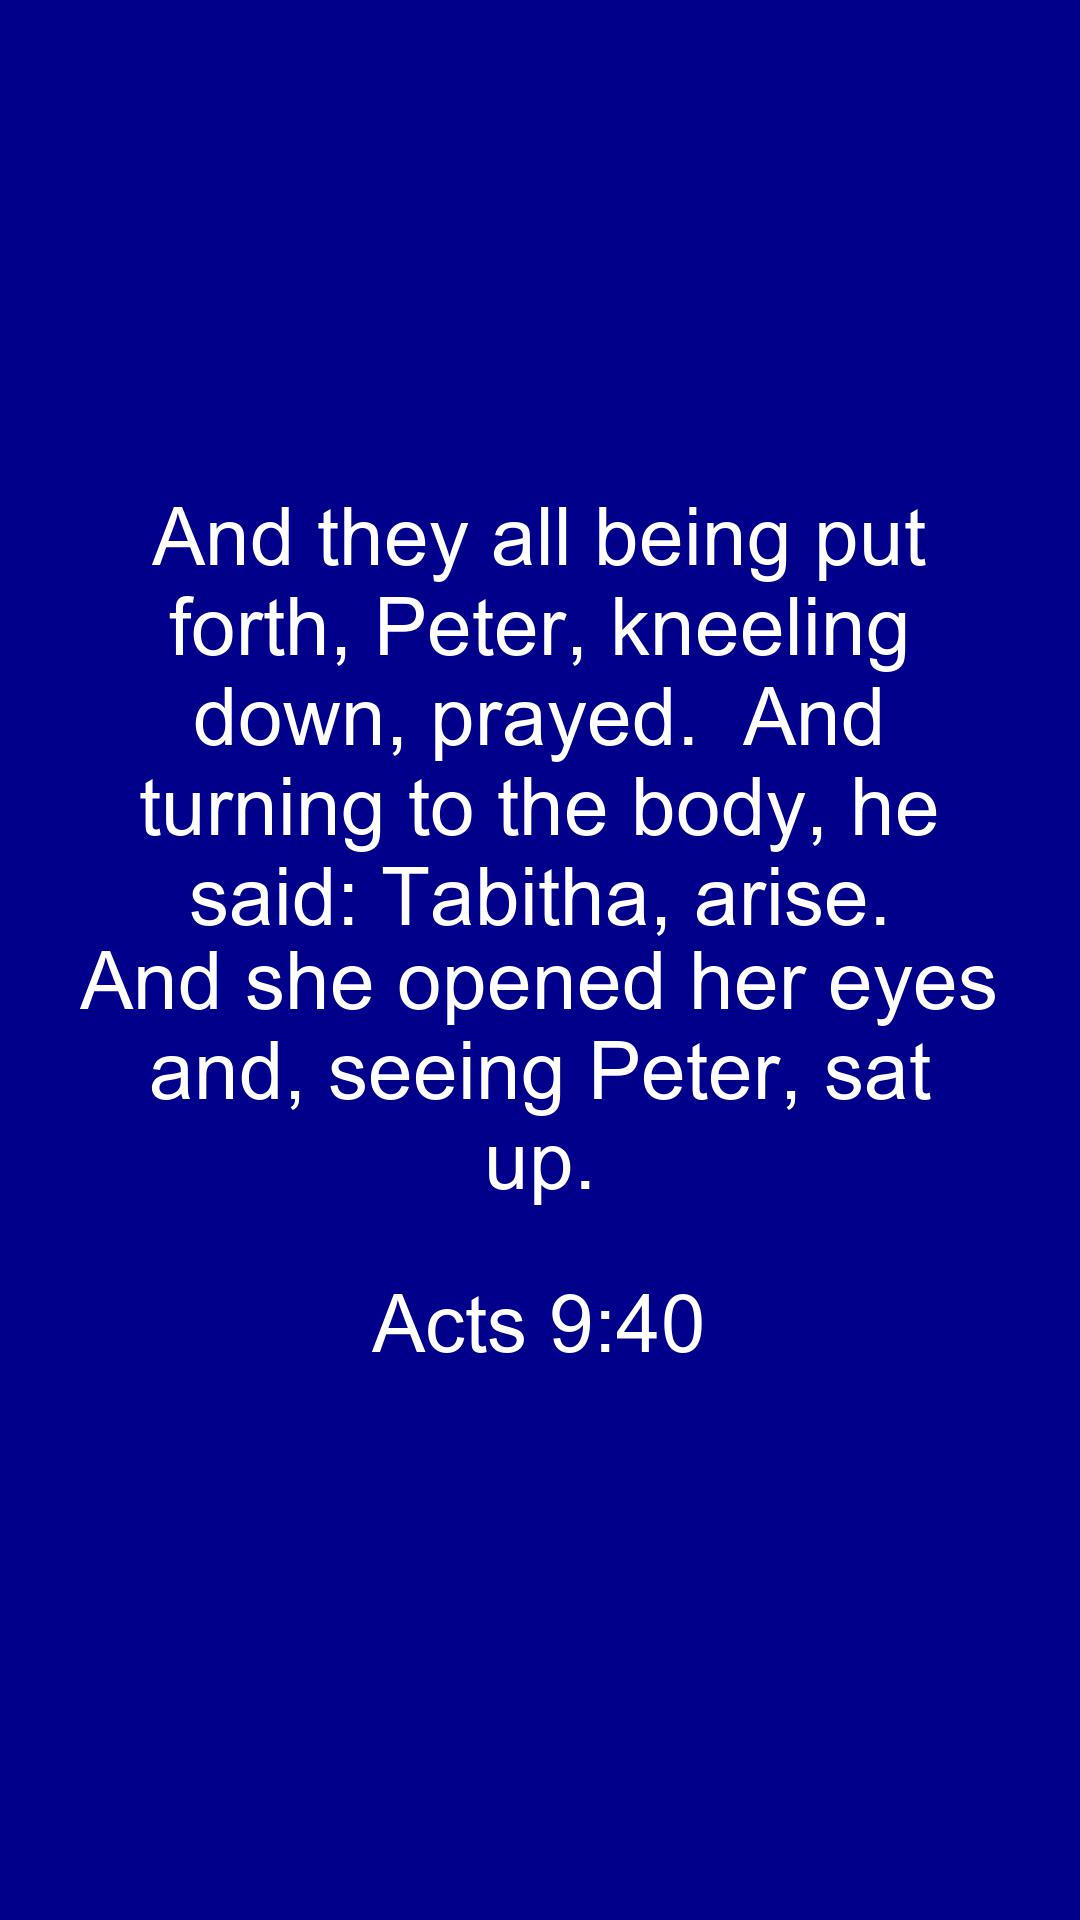 And they all being put
forth, Peter, kneeling
down, prayed.  And
turning to the body, he
said: Tabitha, arise.
And she opened her eyes
and, seeing Peter, sat
up.
Acts 9:40